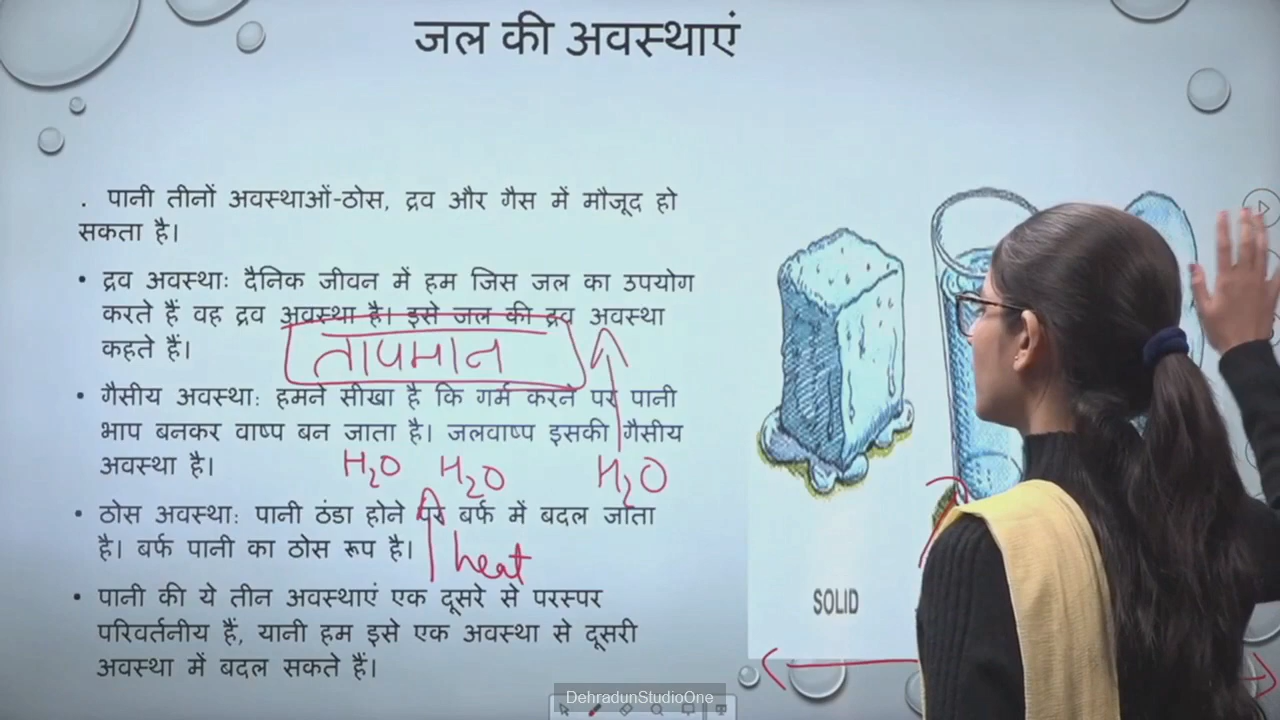 जल की अवस्थाएं
. पानी तीनों अवस्थाओं-ठोस, द्रव और गैस में मौजूद हो
सकता है।
• द्रव अवस्थाः दैनिक जीवन में हम जिस जल का उपयोग
करते हैं वह द्रव अवस्था है। इसे जल की द्रव अवस्था
कहते हैं।
तापमान
• गैसीय अवस्था: हमने सीखा है कि गर्म करने पर पानी
भाप बनकर वाष्प बन जाता है। जलवाष्प इसकी गैसीय
अवस्था है।
H2O H2O H2O
• ठोस अवस्था: पानी ठंडा होने पर बर्फ में बदल जाता
है। बर्फ पानी का ठोस रूप है।
heat
• पानी की ये तीन अवस्थाएं एक दूसरे से परस्पर
परिवर्तनीय हैं, यानी हम इसे एक अवस्था से दूसरी
अवस्था में बदल सकते हैं।
SOLID
DehradunStudioOne